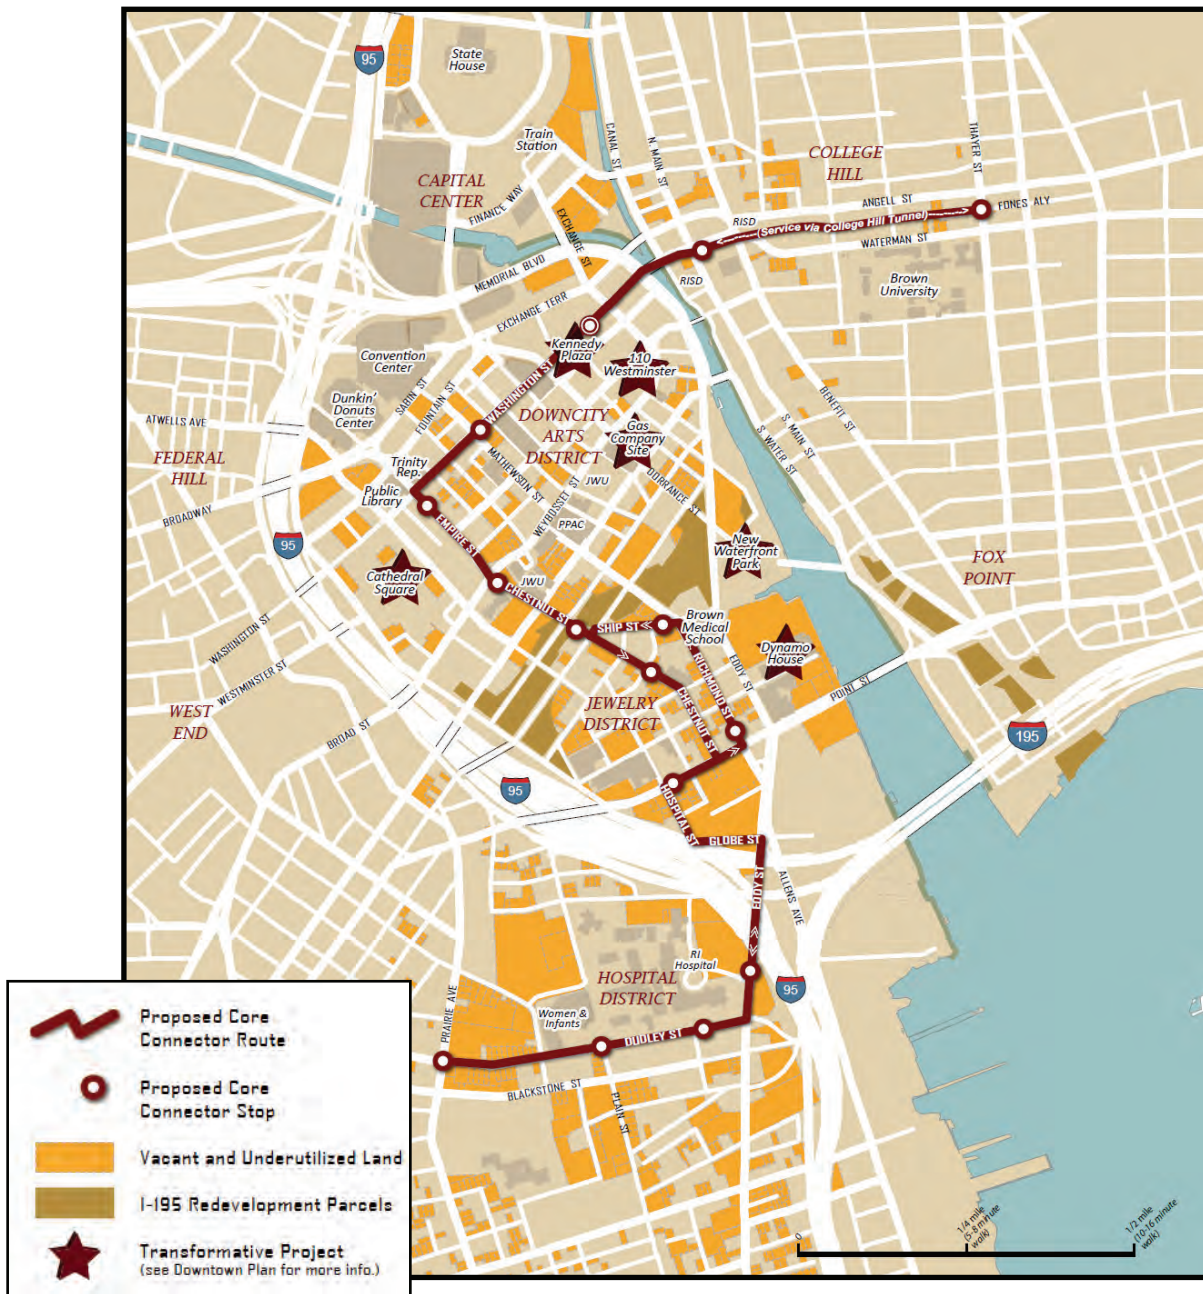 95
State
House
Train
Station
CANAL ST
N. MAIN ST
THAYER ST
COLLEGE
HILL
CAPITAL
CENTER
FINANCE WAY
EXCHANGE ST
RISD
ANGELL ST
FONES ALY
(Service via College Hill Tunnel)
WATERMAN ST
MEMORIAL BLVD
RISD
Brown
University
EXCHANGE TERR
Kennedy
Plaza
110
Westminster
Convention
Center
WASHINGTON ST
SABIN ST
FOUNTAIN ST
Dunkin'
Donuts
Center
ATWELLS AVE
DOWNCITY
ARTS
DISTRICT
Gas
Company
Site
BENEFIT ST
S. MAIN ST
S. WATER ST
FEDERAL
HILL
Trinity
Rep.
MATHEWSON ST
JWU
DORRANCE ST
Public
Library
WEYBOSSET ST
BROADWAY
EMPIRE ST
PPAC
New
Waterfront
Park
95
FOX
POINT
Cathedral
Square
JWU
CHESTNUT ST
SHIP ST
Brown
Medical
School
WASHINGTON ST
WESTMINSTER ST
RICHMOND ST
EDDY ST
Dynamo
House
WEST
END
BROAD ST
JEWELRY
DISTRICT
CHESTNUT ST
POINT ST
195
95
HOSPITAL ST
GLOBE ST
EDDY ST
ALLENS AVE
RI
Hospital
HOSPITAL
DISTRICT
95
PRAIRIE AVE
Women &
Infants
DUDLEY ST
BLACKSTONE ST
PLAIN ST
Proposed Core
Connector Route
Proposed Core
Connector Stop
Vacant and Underutilized Land
I-195 Redevelopment Parcels
Transformative Project
(see Downtown Plan for more info.)
0
1/4 mile
(5-8 minute
walk)
1/2 mile
(10-16 minute
walk)